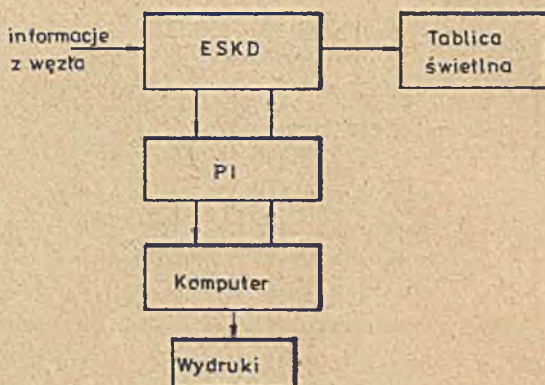 informacje
z węzła
ESKD
Tablica
świetlna
PI
Komputer
Wydruki